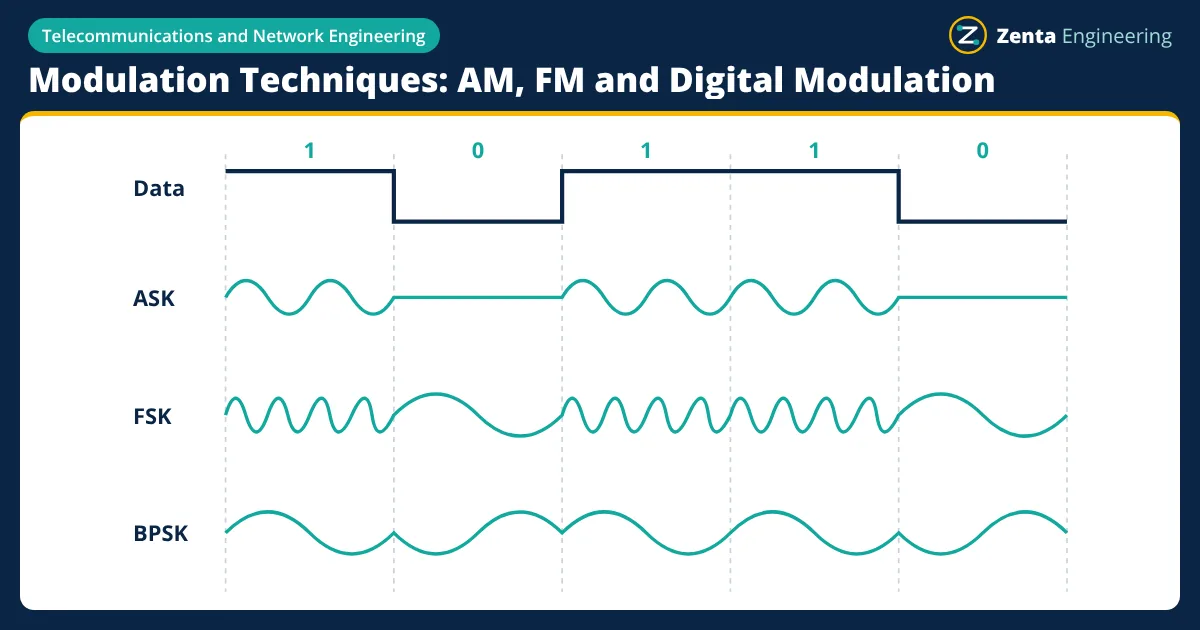 Telecommunications and Network Engineering
Zenta Engineering
Modulation Techniques: AM, FM and Digital Modulation
1 0 1 1 0
Data
ASK
FSK
BPSK